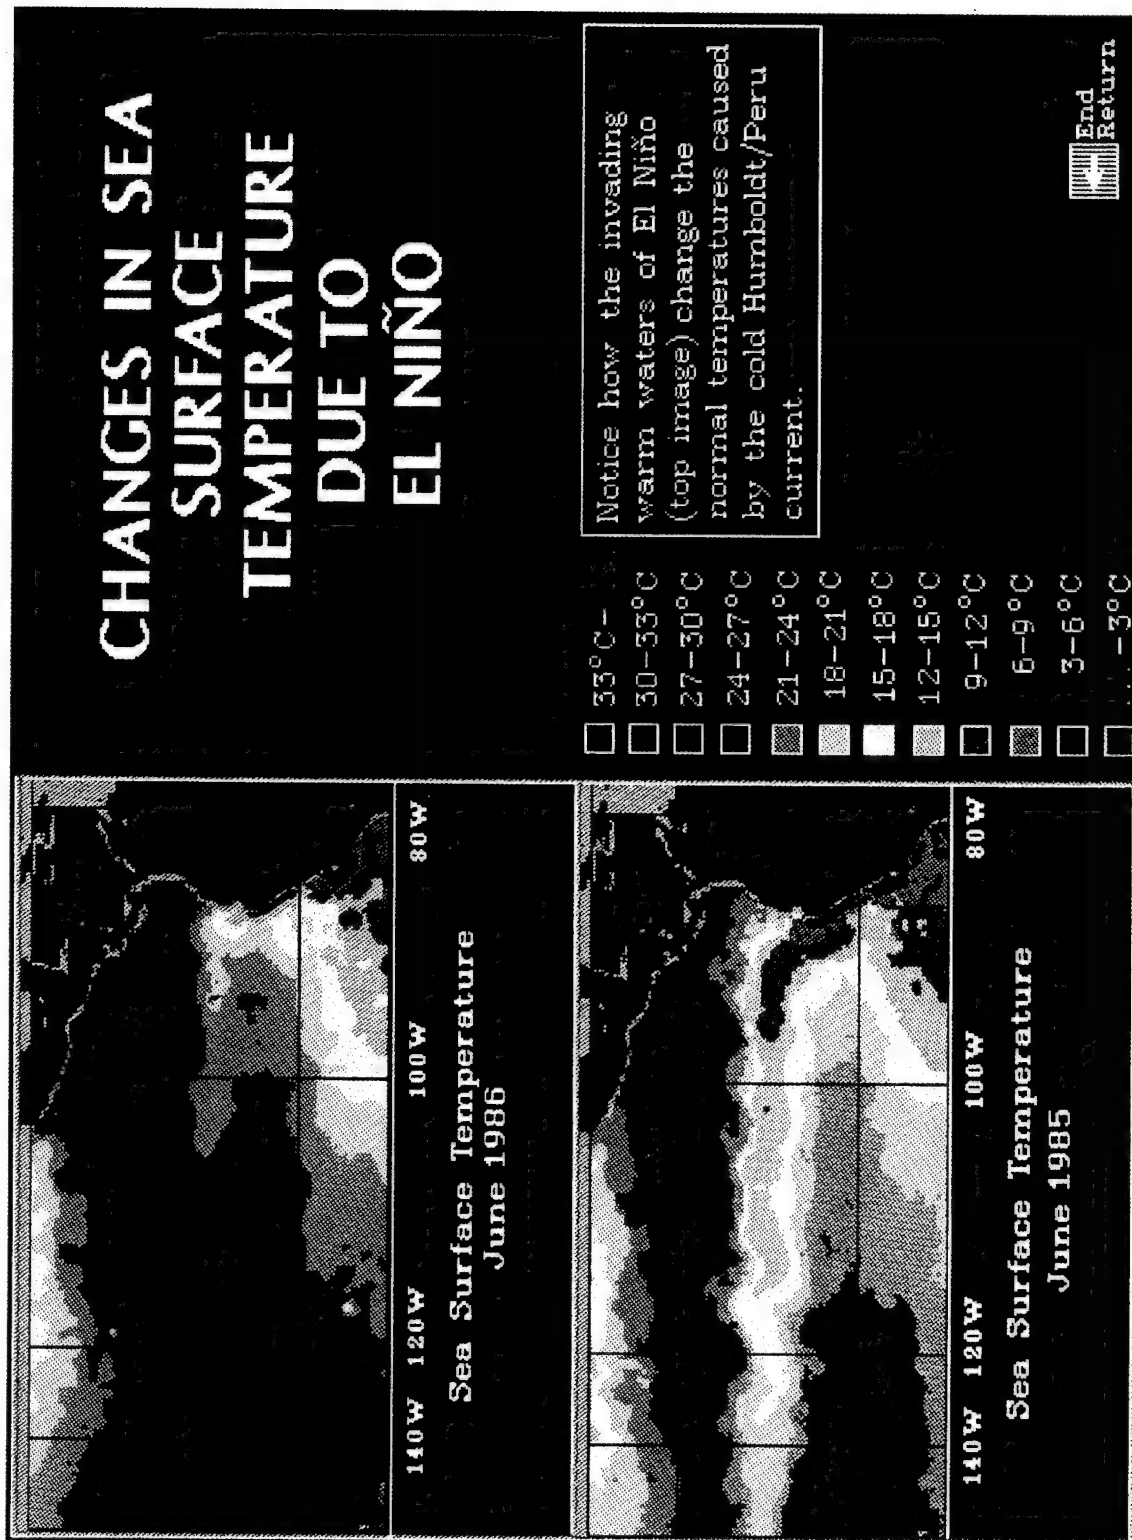 CHANGES IN SEA
SURFACE
TEMPERATURE
DUE TO
EL NIÑO
140W 120W 100W 80W
Sea Surface Temperature
June 1986
140W 120W 100W 80W
Sea Surface Temperature
June 1985
33°C-
30-33°C
27-30°C
24-27°C
21-24°C
18-21°C
15-18°C
12-15°C
9-12°C
6-9°C
3-6°C
-3°C
Notice how the invading
warm waters of El Niño
(top image) change the
normal temperatures caused
by the cold Humboldt/Peru
current.
End
Return